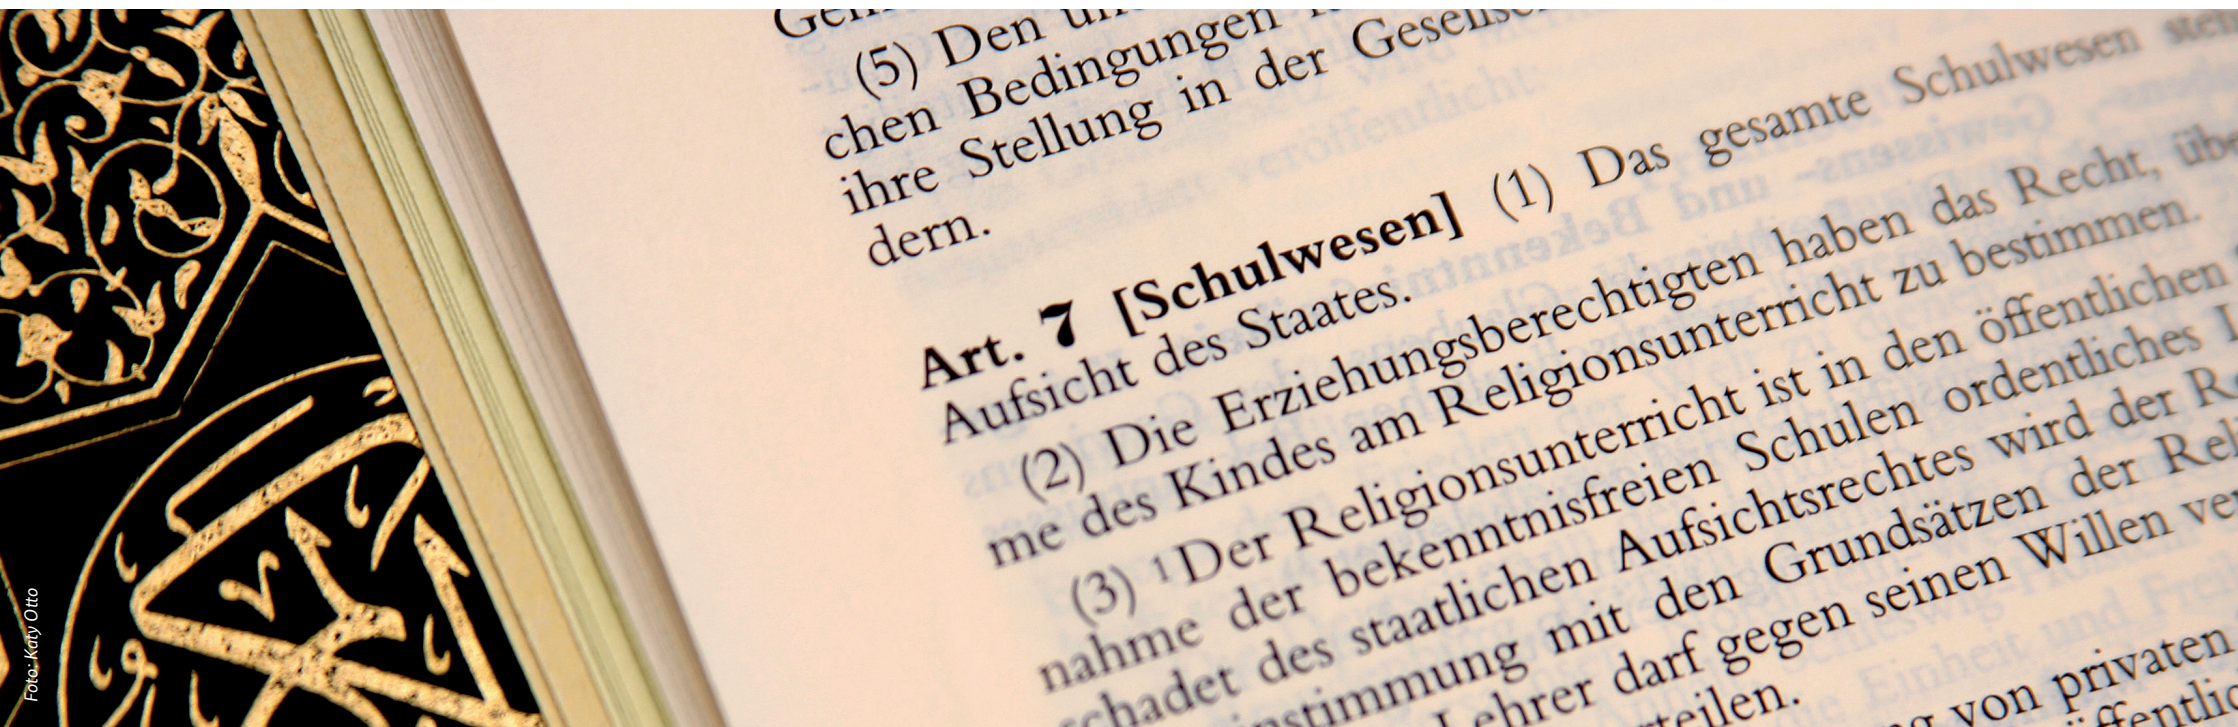 (5) Den
chen Bedingungen
ihre Stellung in der
dern.
Art. 7 [Schulwesen] (1) Das gesamte Schulwesen
Aufsicht des Staates.
(2) Die Erziehungsberechtigten haben das Recht,
me des Kindes am Religionsunterricht zu bestimmen.
(3) ¹Der Religionsunterricht ist in den öffentlichen
nahme der bekenntnisfreien Schulen ordentliches
schadet des staatlichen Aufsichtsrechtes wird der
mit den Grundsätzen der
Lehrer darf gegen seinen Willen
von privaten
Foto: Katy Otto